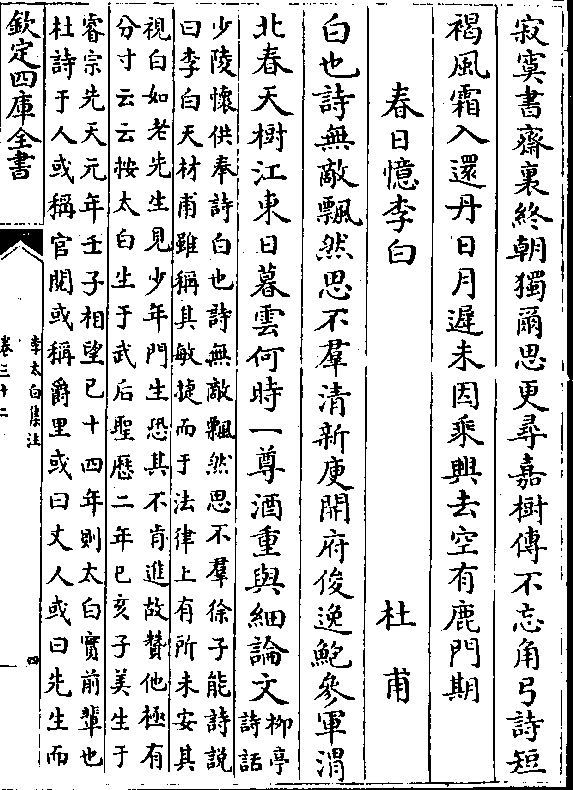 寂寞書齋裏終朝獨爾思更尋嘉樹傳不忘角弓詩短
褐風霜入還丹日月遲未因乘興去空有鹿門期
春日憶李白　杜甫
白也詩無敵飄然思不羣清新庾開府俊逸鮑參軍渭
北春天樹江東日暮雲何時一尊酒重與細論文
柳亭
詩話
少陵懷供奉詩白也詩無敵飄然思不羣徐子能詩說
曰李白天材甫雖稱其敏捷而于法律上有所未安其
視白如老先生見少年門生恐其不肯進故贊他極有
分寸云云按太白生于武后聖歷二年已亥子美生于
睿宗先天元年壬子相望已十四年則太白實前輩也
杜詩于人或稱官閥或稱爵里或曰丈人或曰先生而
欽定四庫全書
李太白集注
卷三十二
四